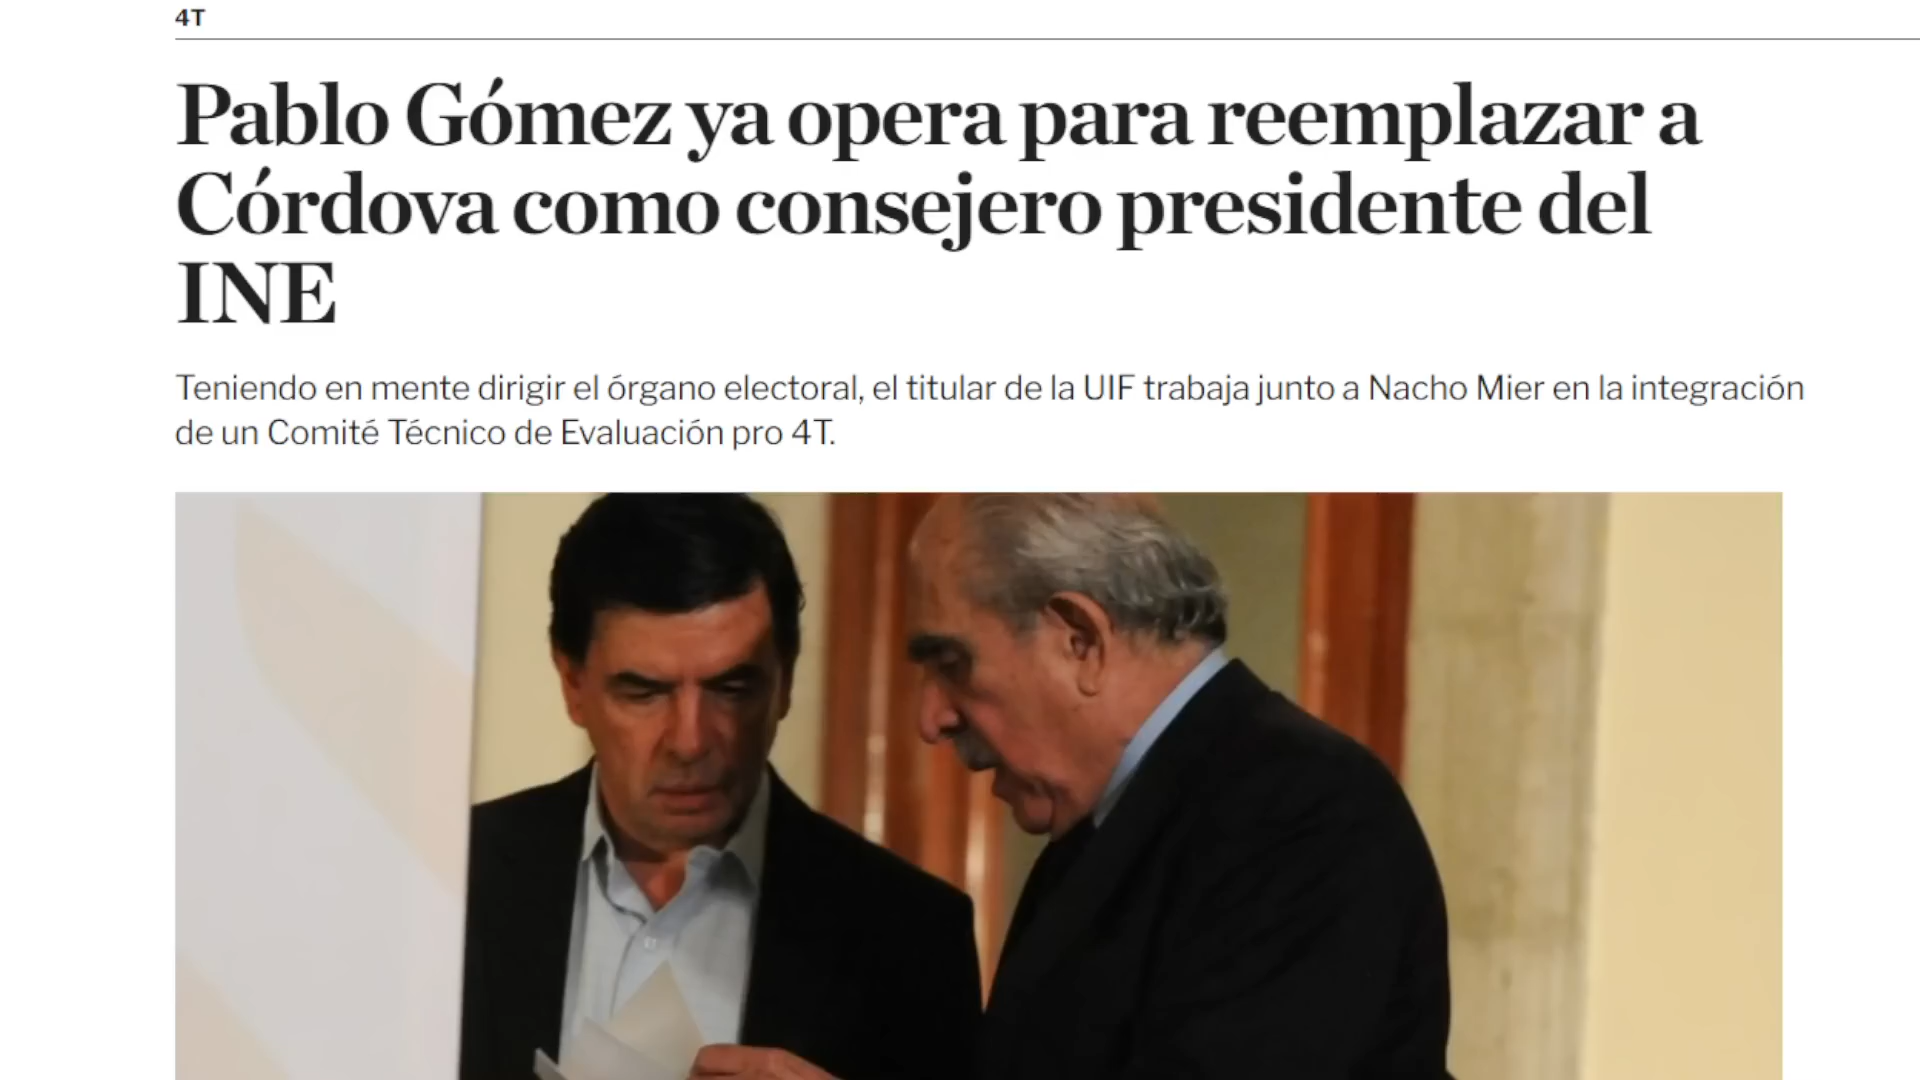 4T
Pablo Gómez ya opera para reemplazar a
Córdova como consejero presidente del
INE
Teniendo en mente dirigir el órgano electoral, el titular de la UIF trabaja junto a Nacho Mier en la integración
de un Comité Técnico de Evaluación pro 4T.